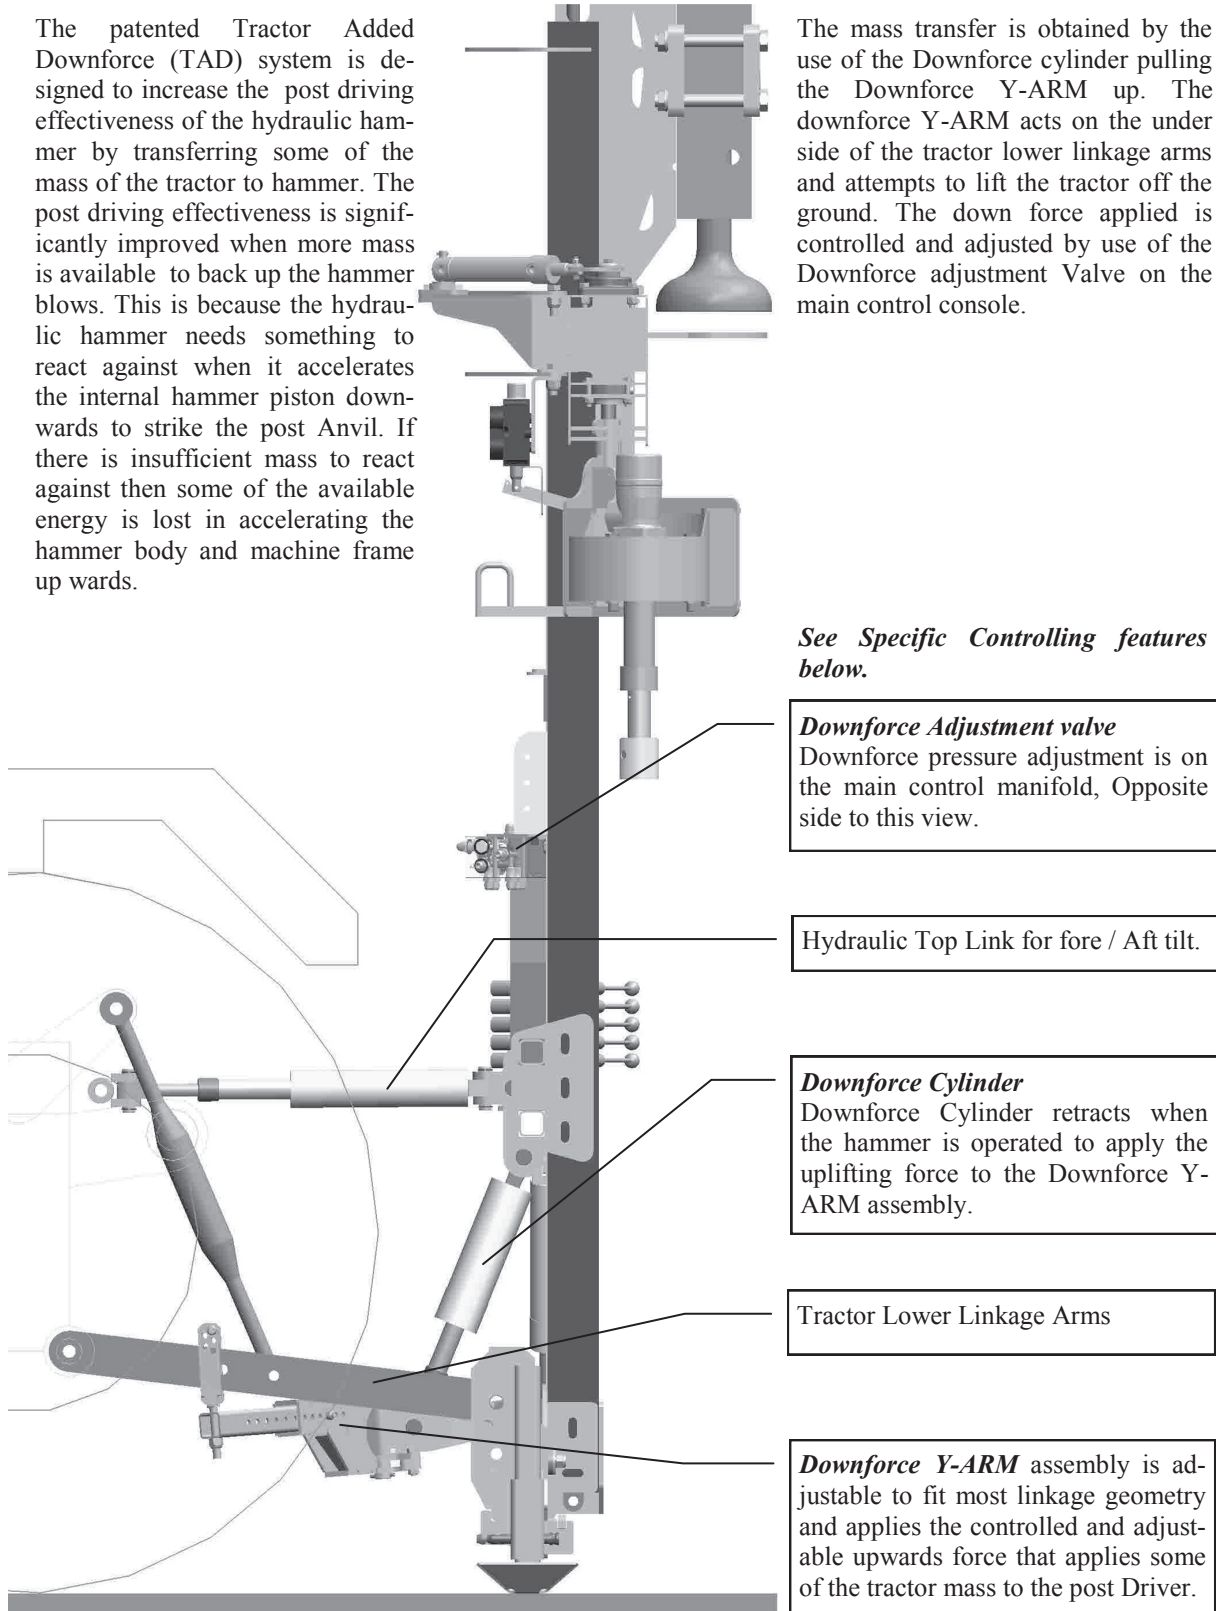 The patented Tractor Added
Downforce (TAD) system is de-
signed to increase the post driving
effectiveness of the hydraulic ham-
mer by transferring some of the
mass of the tractor to hammer. The
post driving effectiveness is signif-
icantly improved when more mass
is available to back up the hammer
blows. This is because the hydrau-
lic hammer needs something to
react against when it accelerates
the internal hammer piston down-
wards to strike the post Anvil. If
there is insufficient mass to react
against then some of the available
energy is lost in accelerating the
hammer body and machine frame
up wards.
The mass transfer is obtained by the
use of the Downforce cylinder pulling
the Downforce Y-ARM up. The
downforce Y-ARM acts on the under
side of the tractor lower linkage arms
and attempts to lift the tractor off the
ground. The down force applied is
controlled and adjusted by use of the
Downforce adjustment Valve on the
main control console.
See Specific Controlling features
below.
Downforce Adjustment valve
Downforce pressure adjustment is on
the main control manifold, Opposite
side to this view.
Hydraulic Top Link for fore / Aft tilt.
Downforce Cylinder
Downforce Cylinder retracts when
the hammer is operated to apply the
uplifting force to the Downforce Y-
ARM assembly.
Tractor Lower Linkage Arms
Downforce Y-ARM assembly is ad-
justable to fit most linkage geometry
and applies the controlled and adjust-
able upwards force that applies some
of the tractor mass to the post Driver.